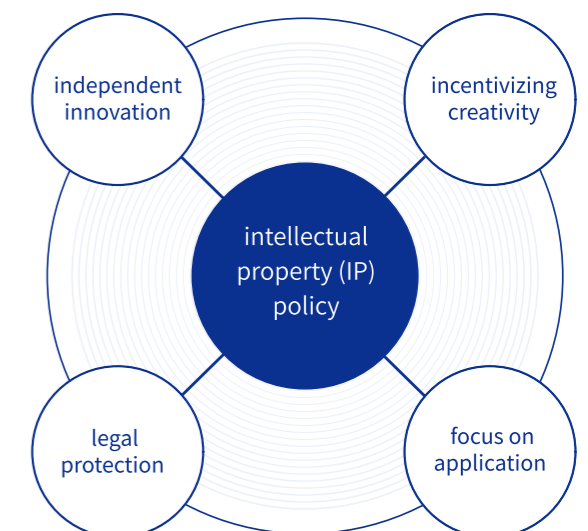 independent
innovation
incentivizing
creativity
intellectual
property (IP)
policy
legal
protection
focus on
application